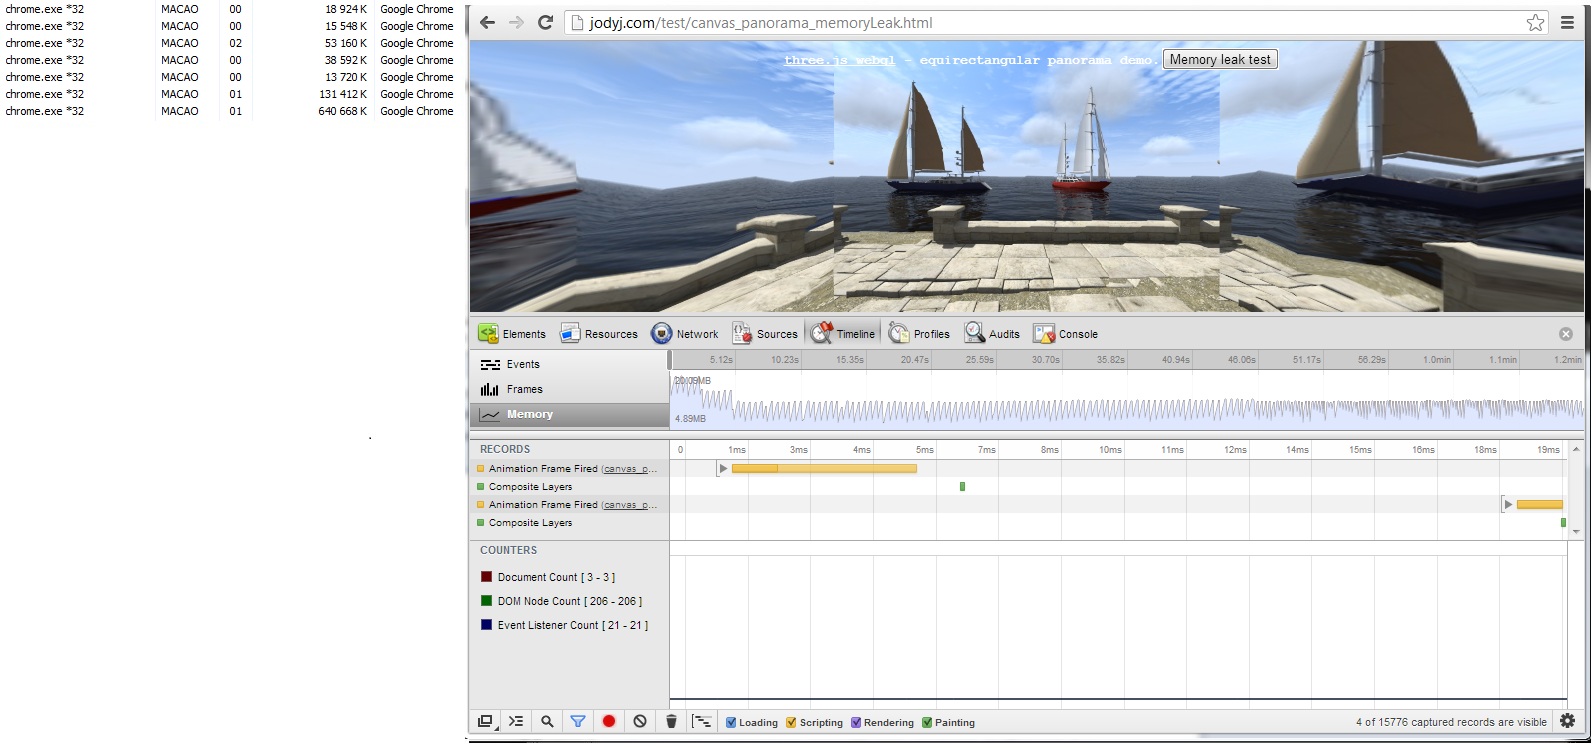 chrome.exe *32 MACAO 00 18 924 K Google Chrome
chrome.exe *32 MACAO 00 15 548 K Google Chrome
chrome.exe *32 MACAO 02 53 160 K Google Chrome
chrome.exe *32 MACAO 00 38 592 K Google Chrome
chrome.exe *32 MACAO 00 13 720 K Google Chrome
chrome.exe *32 MACAO 01 131 412 K Google Chrome
chrome.exe *32 MACAO 01 640 668 K Google Chrome
jodyj.com/test/canvas_panorama_memoryLeak.html
three.js webgl - equirectangular panorama demo. Memory leak test
Elements Resources Network Sources Timeline Profiles Audits Console
Events
Frames
Memory
5.12s 10.23s 15.35s 20.47s 25.59s 30.70s 35.82s 40.94s 46.06s 51.17s 56.29s 1.0min 1.1min 1.2min
20.09MB
4.89MB
RECORDS 0 1ms 3ms 4ms 5ms 7ms 8ms 10ms 11ms 13ms 14ms 15ms 16ms 18ms 19ms
Animation Frame Fired (canvas_p...
Composite Layers
Animation Frame Fired (canvas_p...
Composite Layers
COUNTERS
Document Count [ 3 - 3 ]
DOM Node Count [ 206 - 206 ]
Event Listener Count [ 21 - 21 ]
Loading Scripting Rendering Painting 4 of 15776 captured records are visible